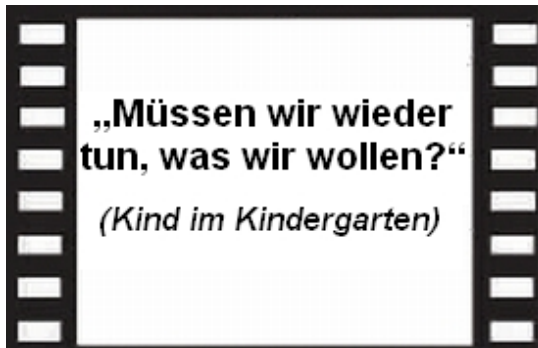 „Müssen wir wieder
tun, was wir wollen?“
(Kind im Kindergarten)